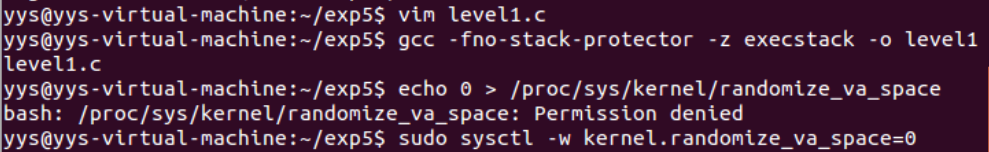 yys@yys-virtual-machine:~/exp5$ vim level1.c
yys@yys-virtual-machine:~/exp5$ gcc -fno-stack-protector -z execstack -o level1
level1.c
yys@yys-virtual-machine:~/exp5$ echo 0 > /proc/sys/kernel/randomize_va_space
bash: /proc/sys/kernel/randomize_va_space: Permission denied
yys@yys-virtual-machine:~/exp5$ sudo sysctl -w kernel.randomize_va_space=0